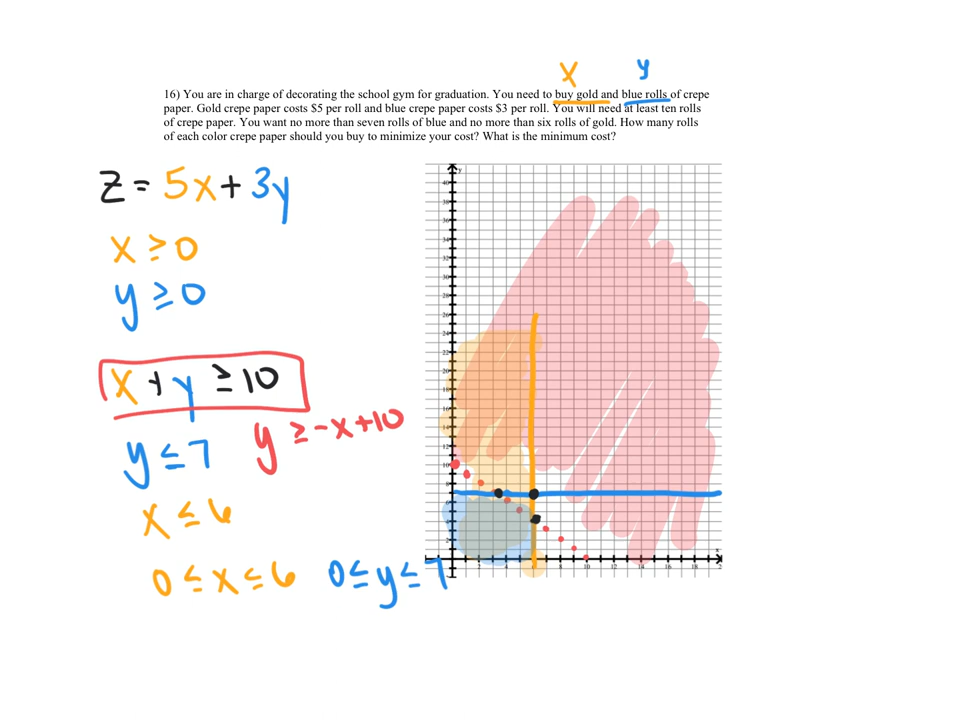 x y
16) You are in charge of decorating the school gym for graduation. You need to buy gold and blue rolls of crepe
paper. Gold crepe paper costs $5 per roll and blue crepe paper costs $3 per roll. You will need at least ten rolls
of crepe paper. You want no more than seven rolls of blue and no more than six rolls of gold. How many rolls
of each color crepe paper should you buy to minimize your cost? What is the minimum cost?
z = 5x + 3y
x ≥ 0
y ≥ 0
x + y ≥ 10
y ≥ -x + 10
y ≤ 7
x ≤ 6
0 ≤ x ≤ 6 0 ≤ y ≤ 7